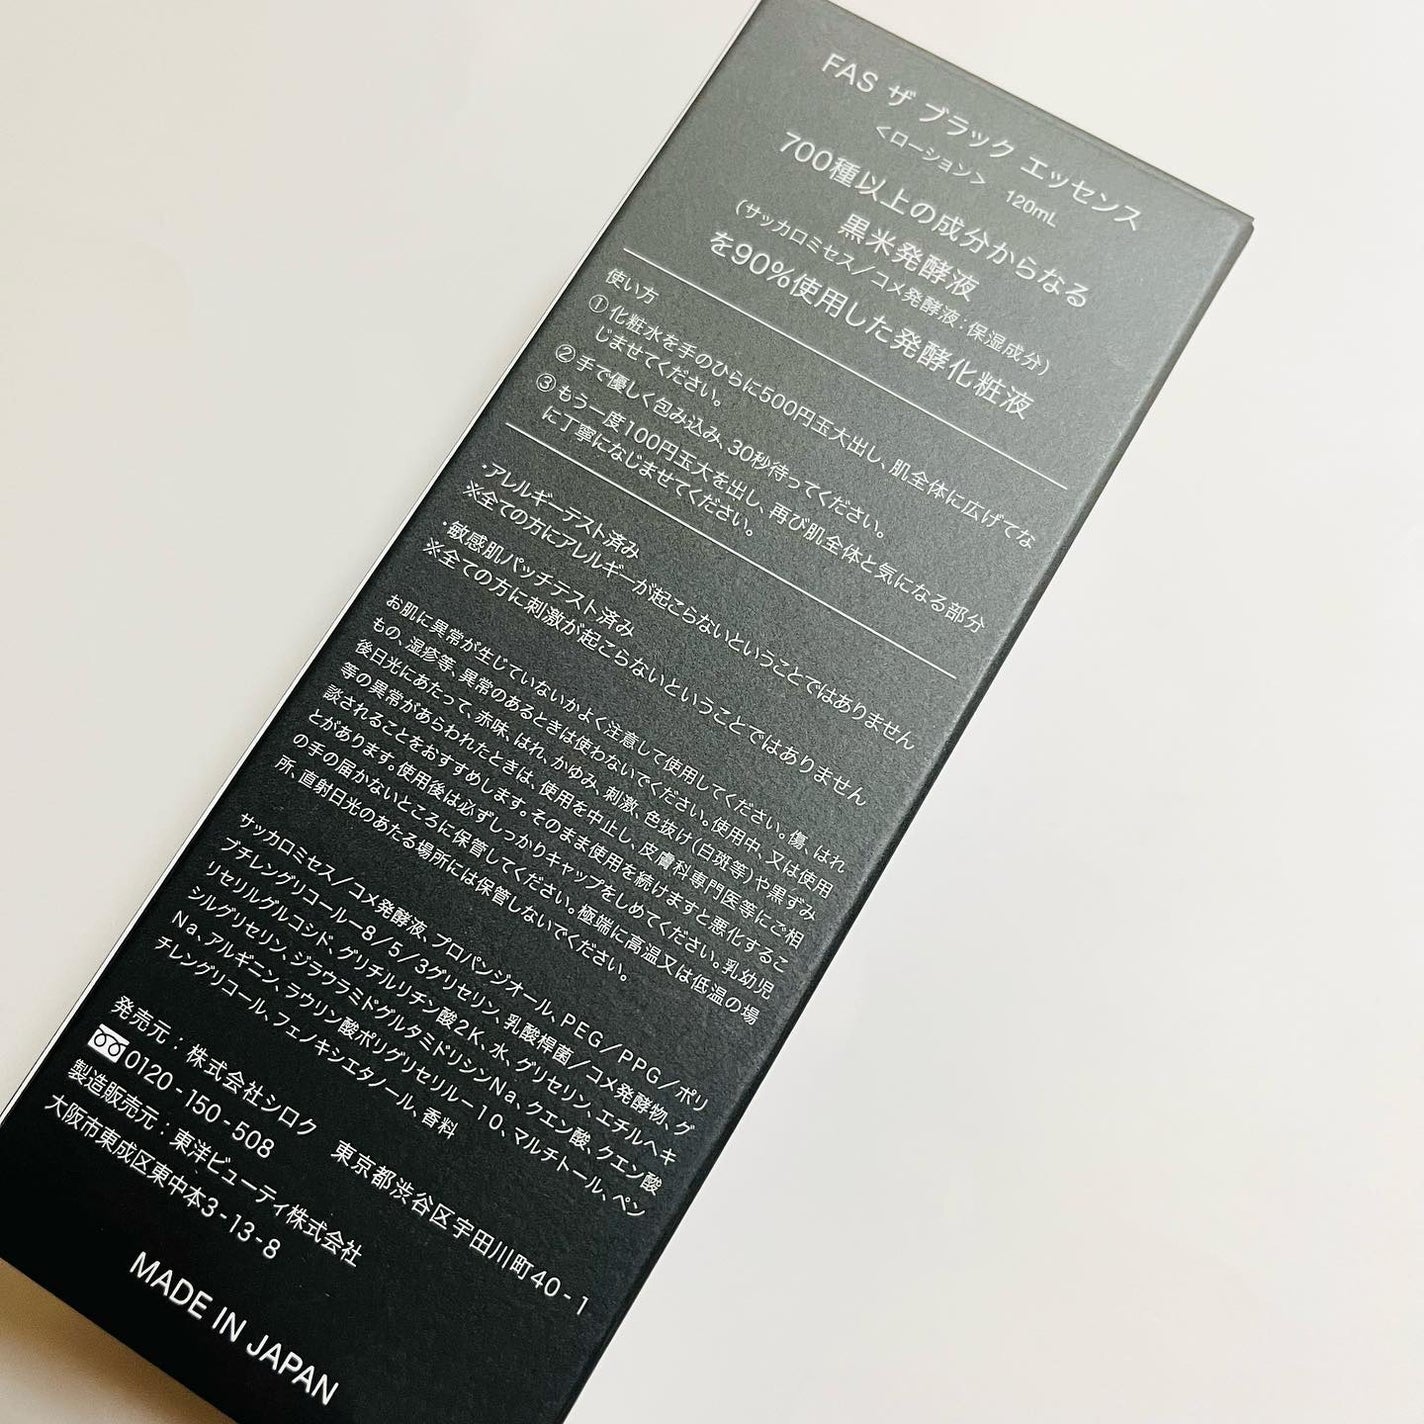 FAS ザ ブラック エッセンス
＜ローション＞ 120mL
700種以上の成分からなる
黒米発酵液
(サッカロミセス／コメ発酵液:保湿成分)
を90%使用した発酵化粧液
使い方
①化粧水を手のひらに500円玉大出し、肌全体に広げてな
じませてください。
②手で優しく包み込み、30秒待ってください。
③もう一度100円玉大を出し、再び肌全体と気になる部分
に丁寧になじませてください。
・アレルギーテスト済み
※全ての方にアレルギーが起こらないということではありません
・敏感肌パッチテスト済み
※全ての方に刺激が起こらないということではありません
お肌に異常が生じていないかよく注意して使用してください。傷、はれ
もの、湿疹等、異常のあるときは使わないでください。使用中、又は使用
後日光にあたって、赤味、はれ、かゆみ、刺激、色抜け(白斑等)や黒ずみ
等の異常があらわれたときは、使用を中止し、皮膚科専門医等にご相
談されることをおすすめします。そのまま使用を続けますと悪化するこ
とがあります。使用後は必ずしっかりキャップをしめてください。乳幼児
の手の届かないところに保管してください。極端に高温又は低温の場
所、直射日光のあたる場所には保管しないでください。
サッカロミセス／コメ発酵液、プロパンジオール、PEG／PPG／ポリ
ブチレングリコールー8／5／3グリセリン、乳酸桿菌／コメ発酵物、グ
リセリルグルコシド、グリチルリチン酸2K、水、グリセリン、エチルヘキ
シルグリセリン、ジラウラミドグルタミドリシンNa、クエン酸、クエン酸
Na、アルギニン、ラウリン酸ポリグリセリルー10、マルチトール、ペン
チレングリコール、フェノキシエタノール、香料
発売元：株式会社シロク 東京都渋谷区宇田川町40-1
0120-150-508
製造販売元：東洋ビューティ株式会社
大阪市東成区東中本3-13-8
MADE IN JAPAN